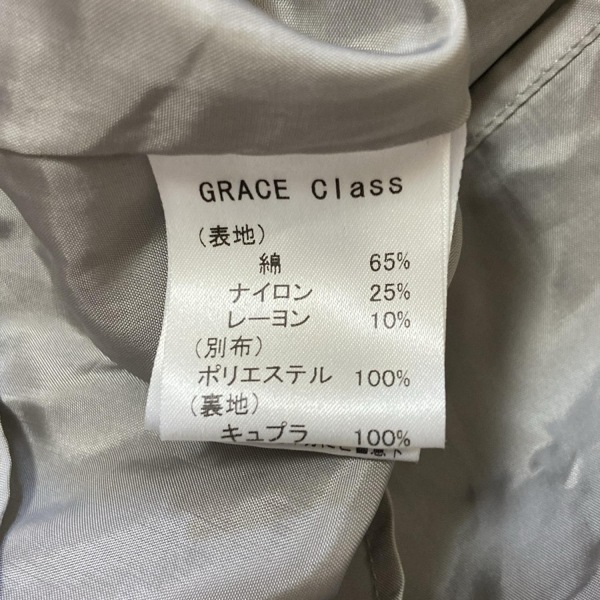 GRACE Class
(表地)
綿 65%
ナイロン 25%
レーヨン 10%
(別布)
ポリエステル 100%
(裏地)
キュプラ 100%